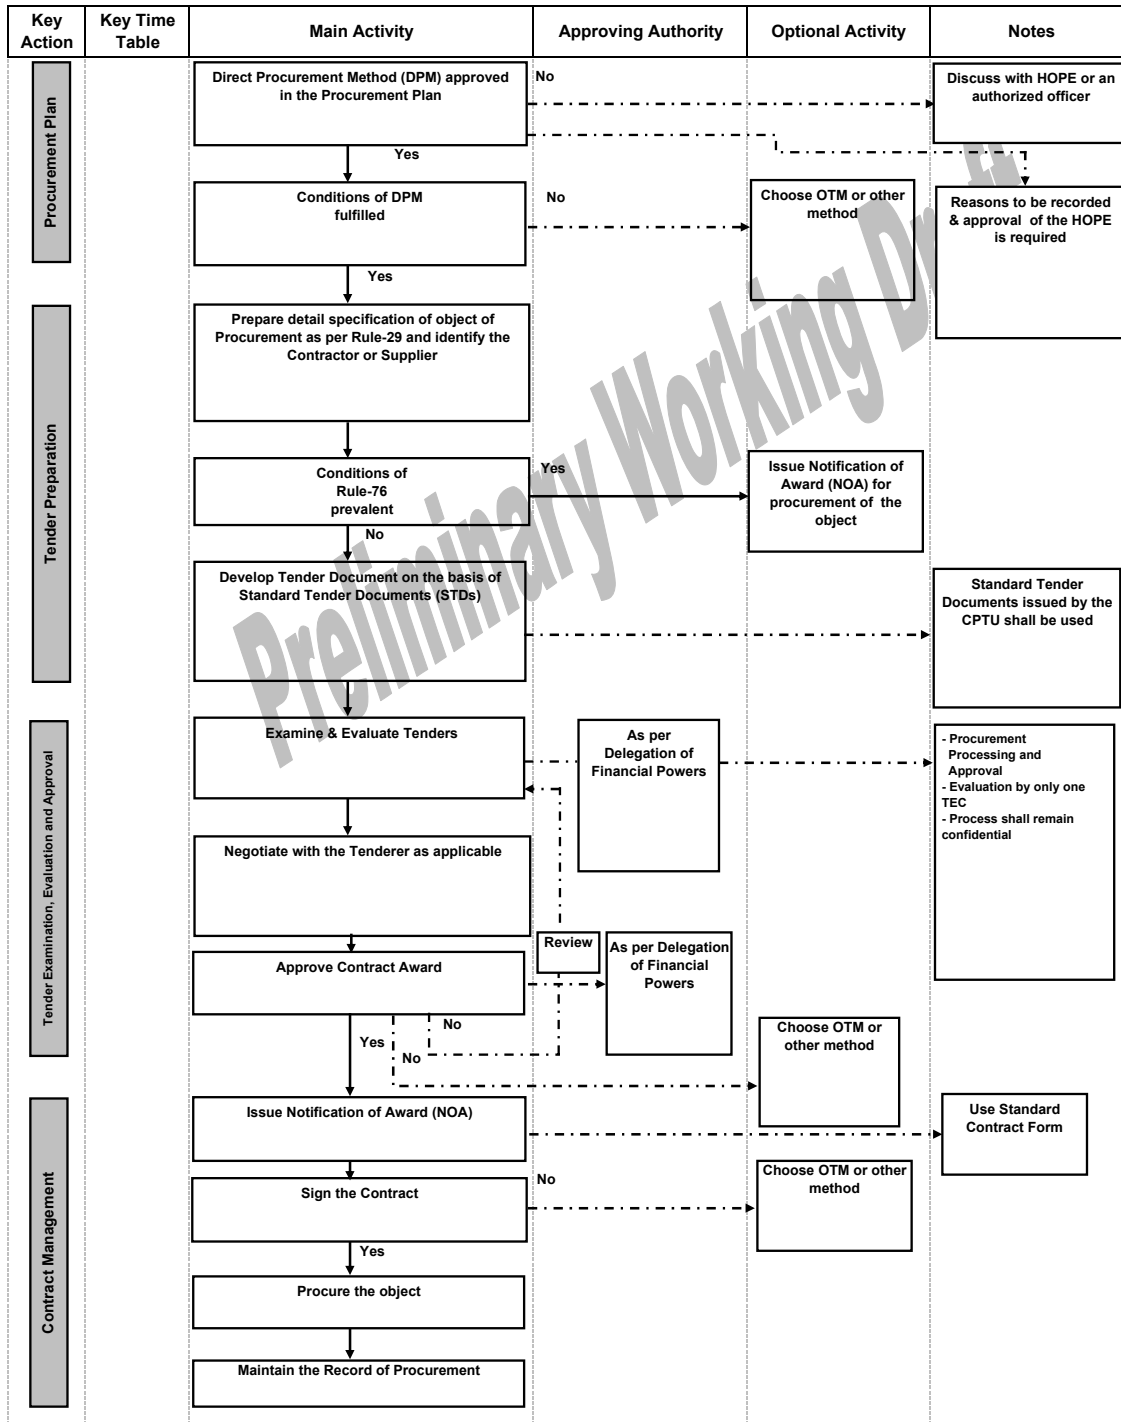 Key Action
Key Time Table
Main Activity
Approving Authority
Optional Activity
Notes
Procurement Plan
Direct Procurement Method (DPM) approved
in the Procurement Plan
No
Discuss with HOPE or an
authorized officer
Yes
Conditions of DPM
fulfilled
No
Choose OTM or other
method
Reasons to be recorded
& approval of the HOPE
is required
Yes
Tender Preparation
Prepare detail specification of object of
Procurement as per Rule-29 and identify the
Contractor or Supplier
Conditions of
Rule-76
prevalent
Yes
Issue Notification of
Award (NOA) for
procurement of the
object
No
Develop Tender Document on the basis of
Standard Tender Documents (STDs)
Standard Tender
Documents issued by the
CPTU shall be used
Preliminary Working Draft
Tender Examination, Evaluation and Approval
Examine & Evaluate Tenders
As per
Delegation of
Financial Powers
- Procurement
Processing and
Approval
- Evaluation by only one
TEC
- Process shall remain
confidential
Negotiate with the Tenderer as applicable
Review
As per Delegation
of Financial
Powers
Approve Contract Award
No
Yes
No
Choose OTM or
other method
Contract Management
Issue Notification of Award (NOA)
Use Standard
Contract Form
Sign the Contract
No
Choose OTM or other
method
Yes
Procure the object
Maintain the Record of Procurement